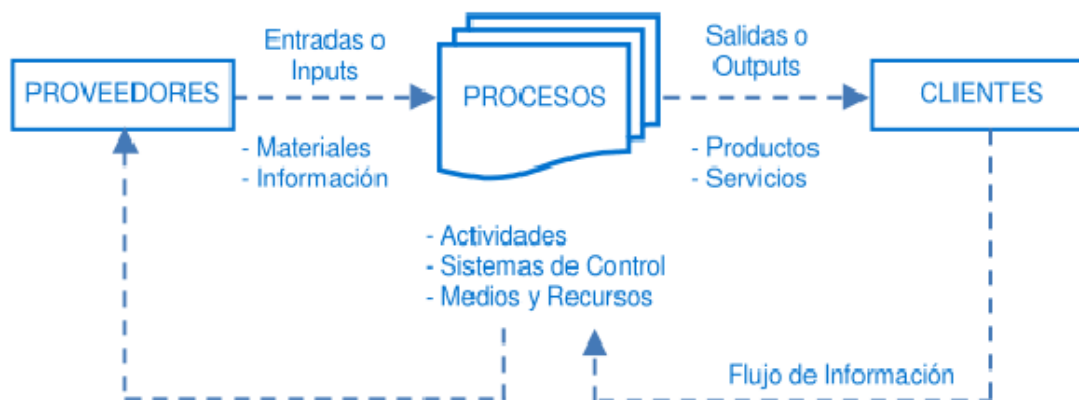 Entradas o
Inputs
Salidas o
Outputs
PROVEEDORES
PROCESOS
CLIENTES
- Materiales
- Información
- Productos
- Servicios
- Actividades
- Sistemas de Control
- Medios y Recursos
Flujo de Información